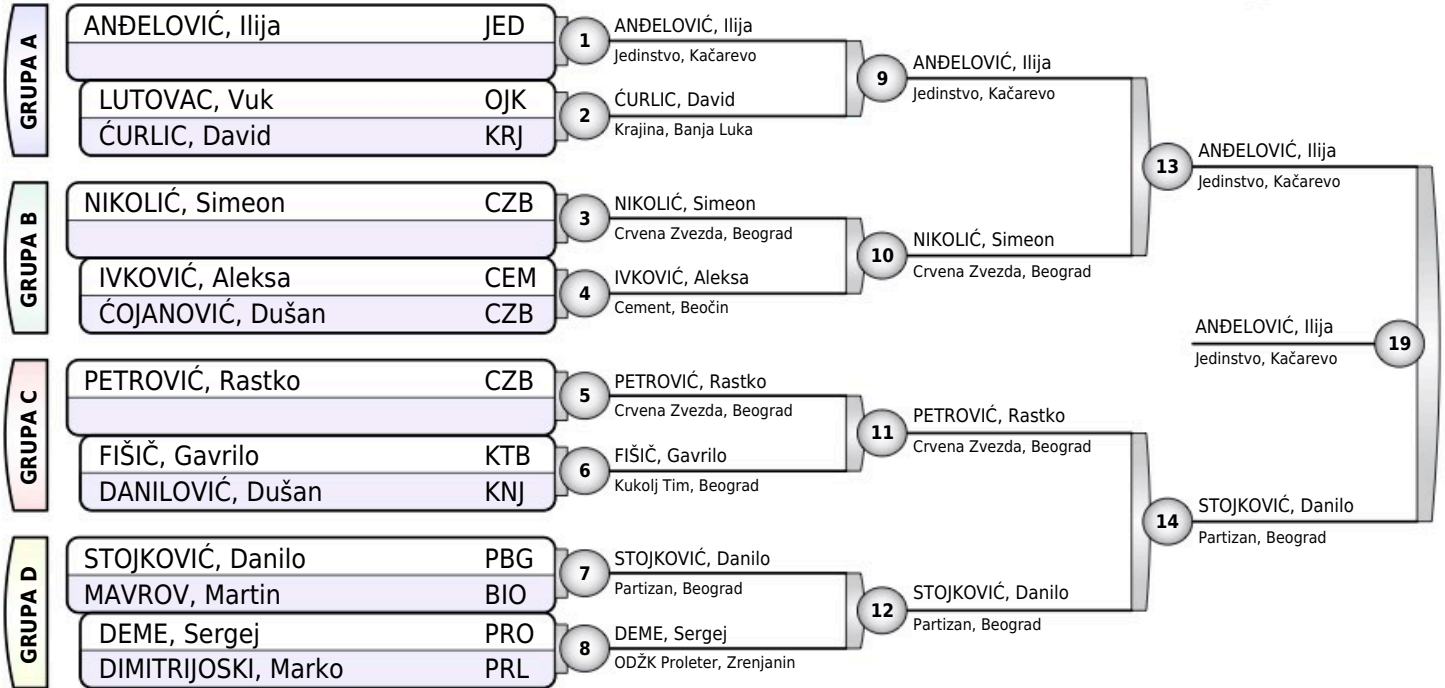 GRUPA A
ANĐELOVIĆ, Ilija JED
LUTOVAC, Vuk OJK
ĆURLIC, David KRJ
GRUPA B
NIKOLIĆ, Simeon CZB
IVKOVIĆ, Aleksa CEM
ĆOJANOVIĆ, Dušan CZB
GRUPA C
PETROVIĆ, Rastko CZB
FIŠIČ, Gavrilo KTB
DANILOVIĆ, Dušan KNJ
GRUPA D
STOJKOVIĆ, Danilo PBG
MAVROV, Martin BIO
DEME, Sergej PRO
DIMITRIJOSKI, Marko PRL
1
ANĐELOVIĆ, Ilija
Jedinstvo, Kačarevo
2
ĆURLIC, David
Krajina, Banja Luka
3
NIKOLIĆ, Simeon
Crvena Zvezda, Beograd
4
IVKOVIĆ, Aleksa
Cement, Beočin
5
PETROVIĆ, Rastko
Crvena Zvezda, Beograd
6
FIŠIČ, Gavrilo
Kukolj Tim, Beograd
7
STOJKOVIĆ, Danilo
Partizan, Beograd
8
DEME, Sergej
ODŽK Proleter, Zrenjanin
9
ANĐELOVIĆ, Ilija
Jedinstvo, Kačarevo
10
NIKOLIĆ, Simeon
Crvena Zvezda, Beograd
11
PETROVIĆ, Rastko
Crvena Zvezda, Beograd
12
STOJKOVIĆ, Danilo
Partizan, Beograd
13
ANĐELOVIĆ, Ilija
Jedinstvo, Kačarevo
14
STOJKOVIĆ, Danilo
Partizan, Beograd
ANĐELOVIĆ, Ilija
Jedinstvo, Kačarevo
19